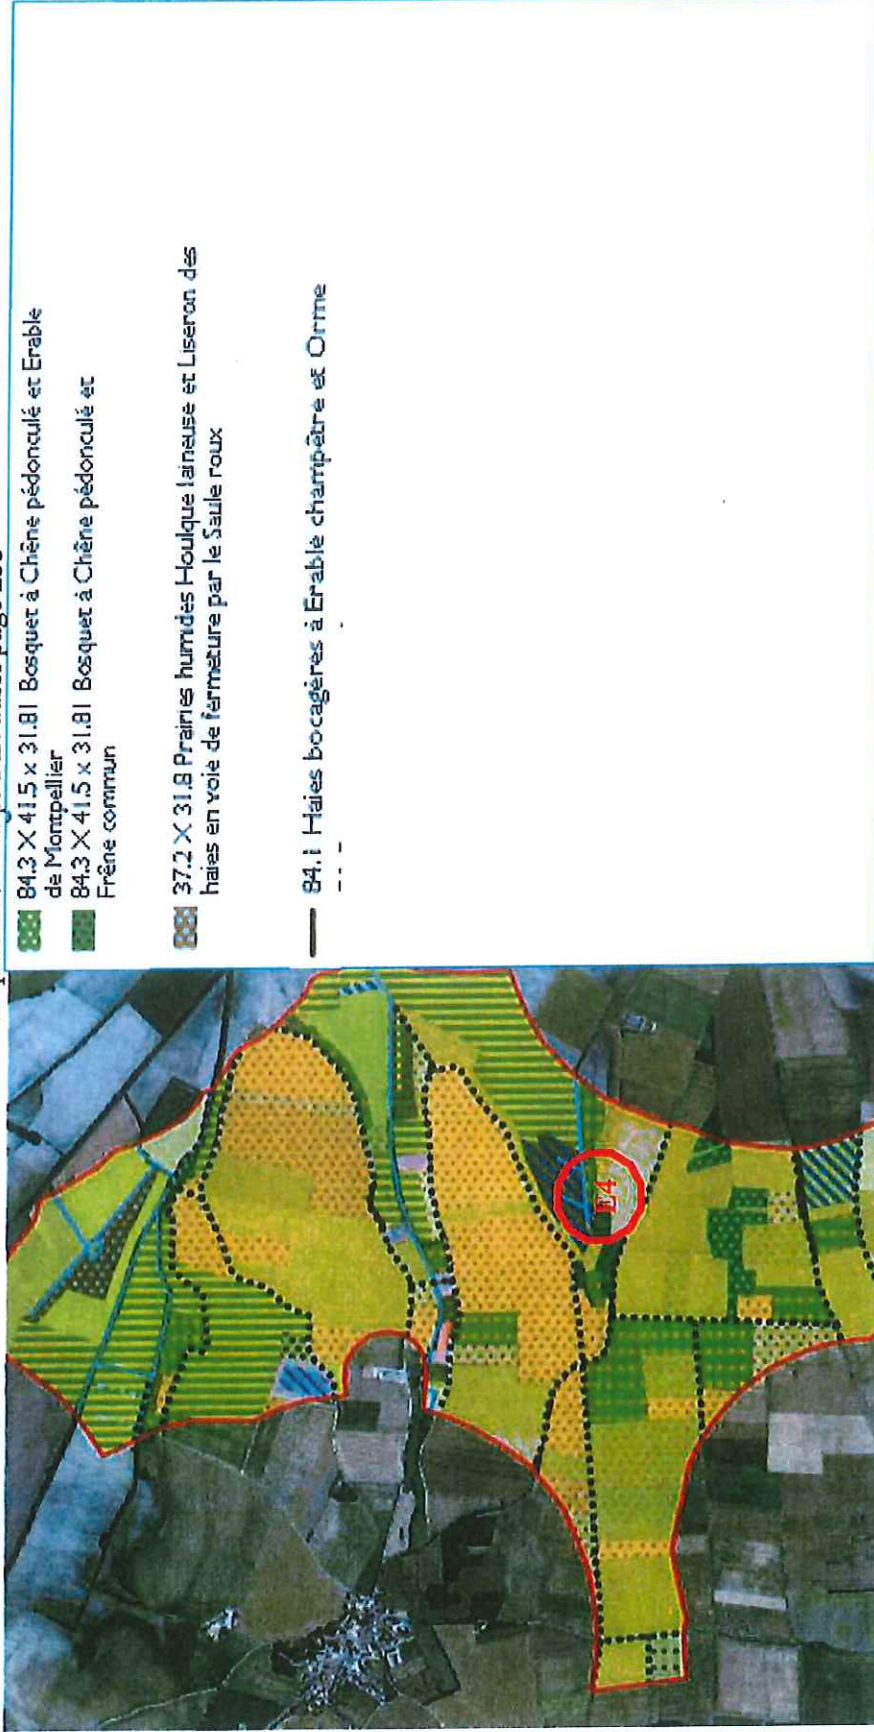 84.3 X 41.5 x 31.81 Bosquet à Chêne pédonculé et Erable
de Montpellier
84.3 X 41.5 x 31.81 Bosquet à Chêne pédonculé et
Frêne commun
37.2 X 31.8 Prairies humides Houlque laineuse et Liseron des
haies en voie de fermeture par le Saule roux
84.1 Haies bocagères à Erable champêtre et Orme
E4